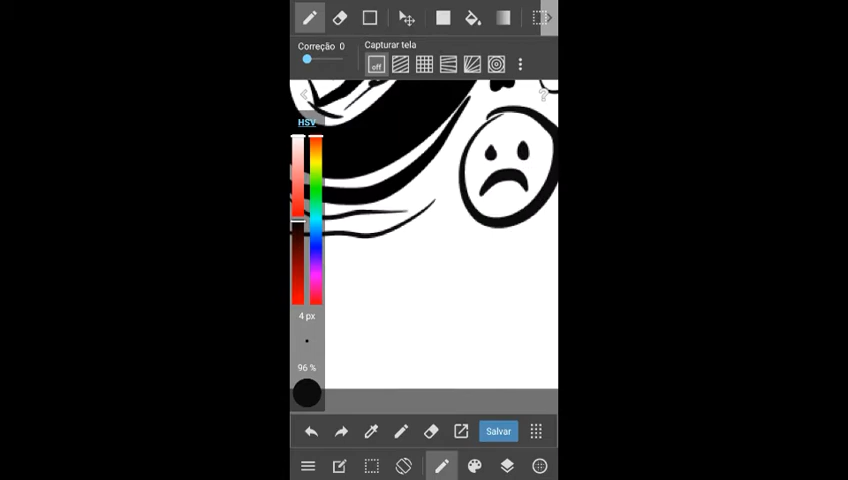 Correção 0
Capturar tela
off
HSV
?
4 px
96 %
Salvar